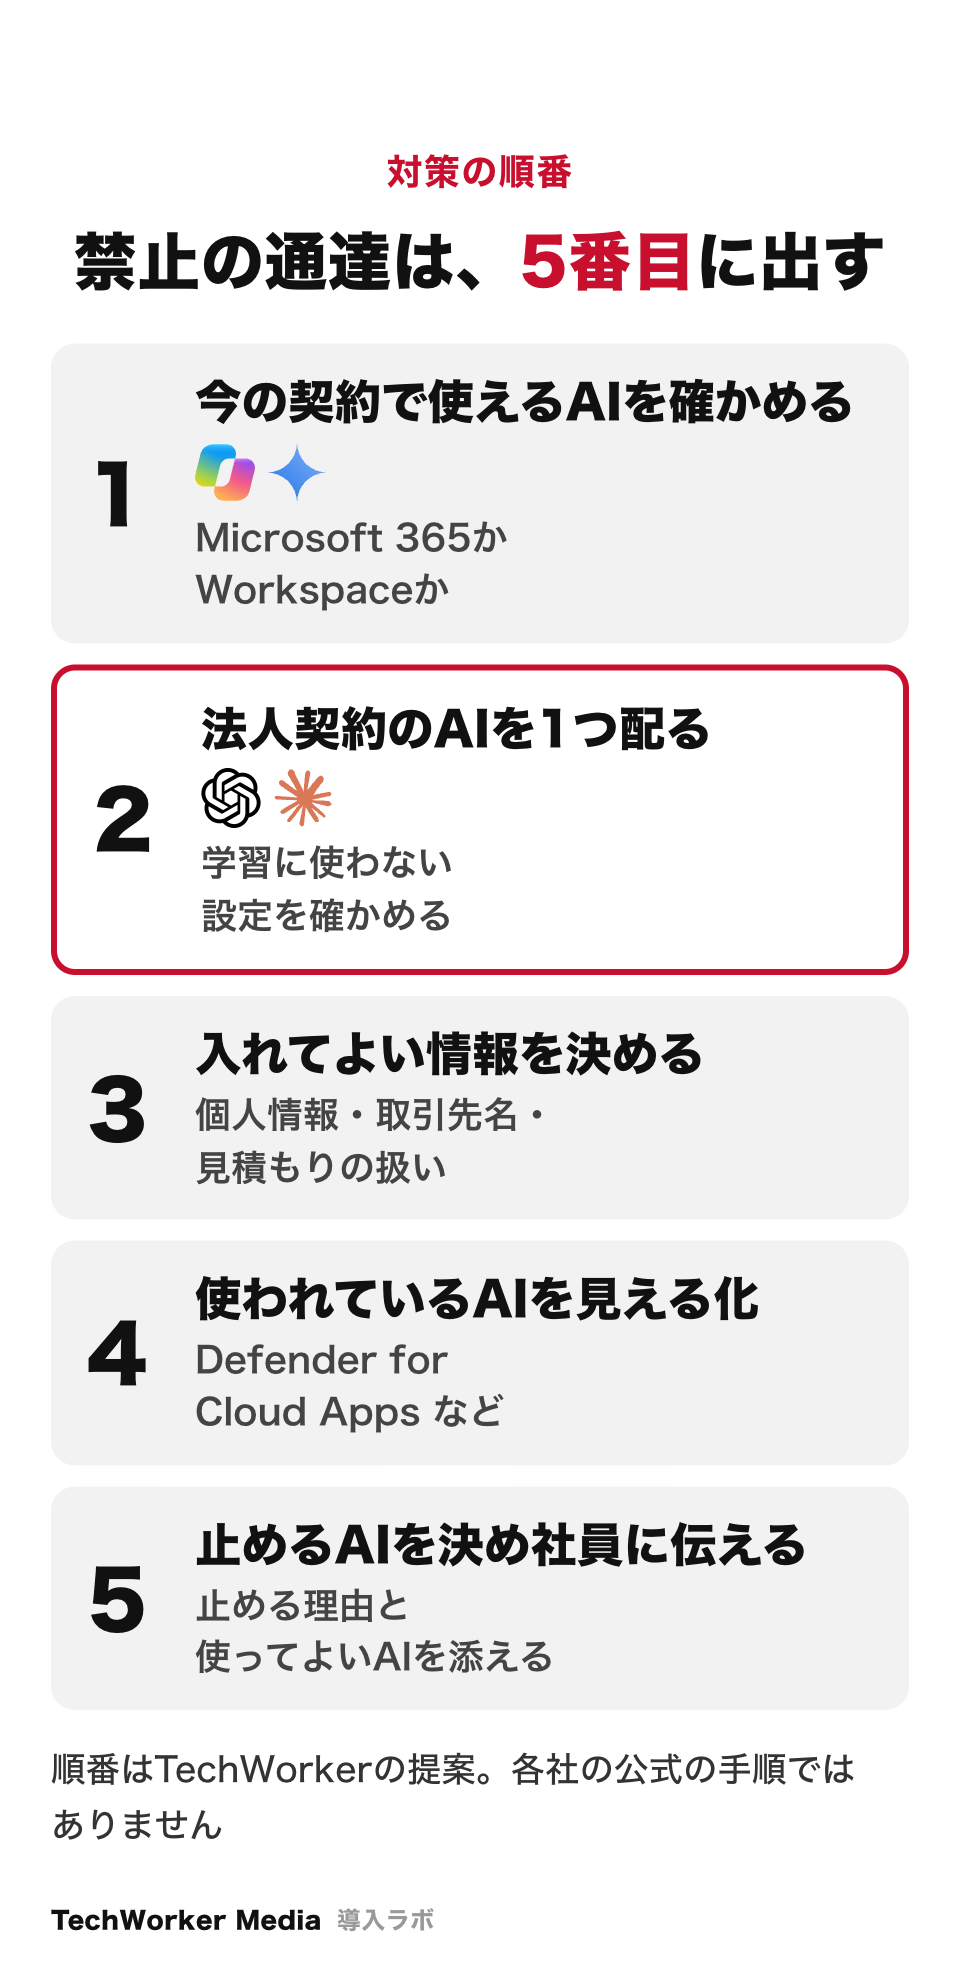 対策の順番
禁止の通達は、5番目に出す
1
今の契約で使えるAIを確かめる
Microsoft 365か
Workspaceか
2
法人契約のAIを1つ配る
学習に使わない
設定を確かめる
3
入れてよい情報を決める
個人情報・取引先名・
見積もりの扱い
4
使われているAIを見える化
Defender for
Cloud Apps など
5
止めるAIを決め社員に伝える
止める理由と
使ってよいAIを添える
順番はTechWorkerの提案。各社の公式の手順では
ありません
TechWorker Media 導入ラボ